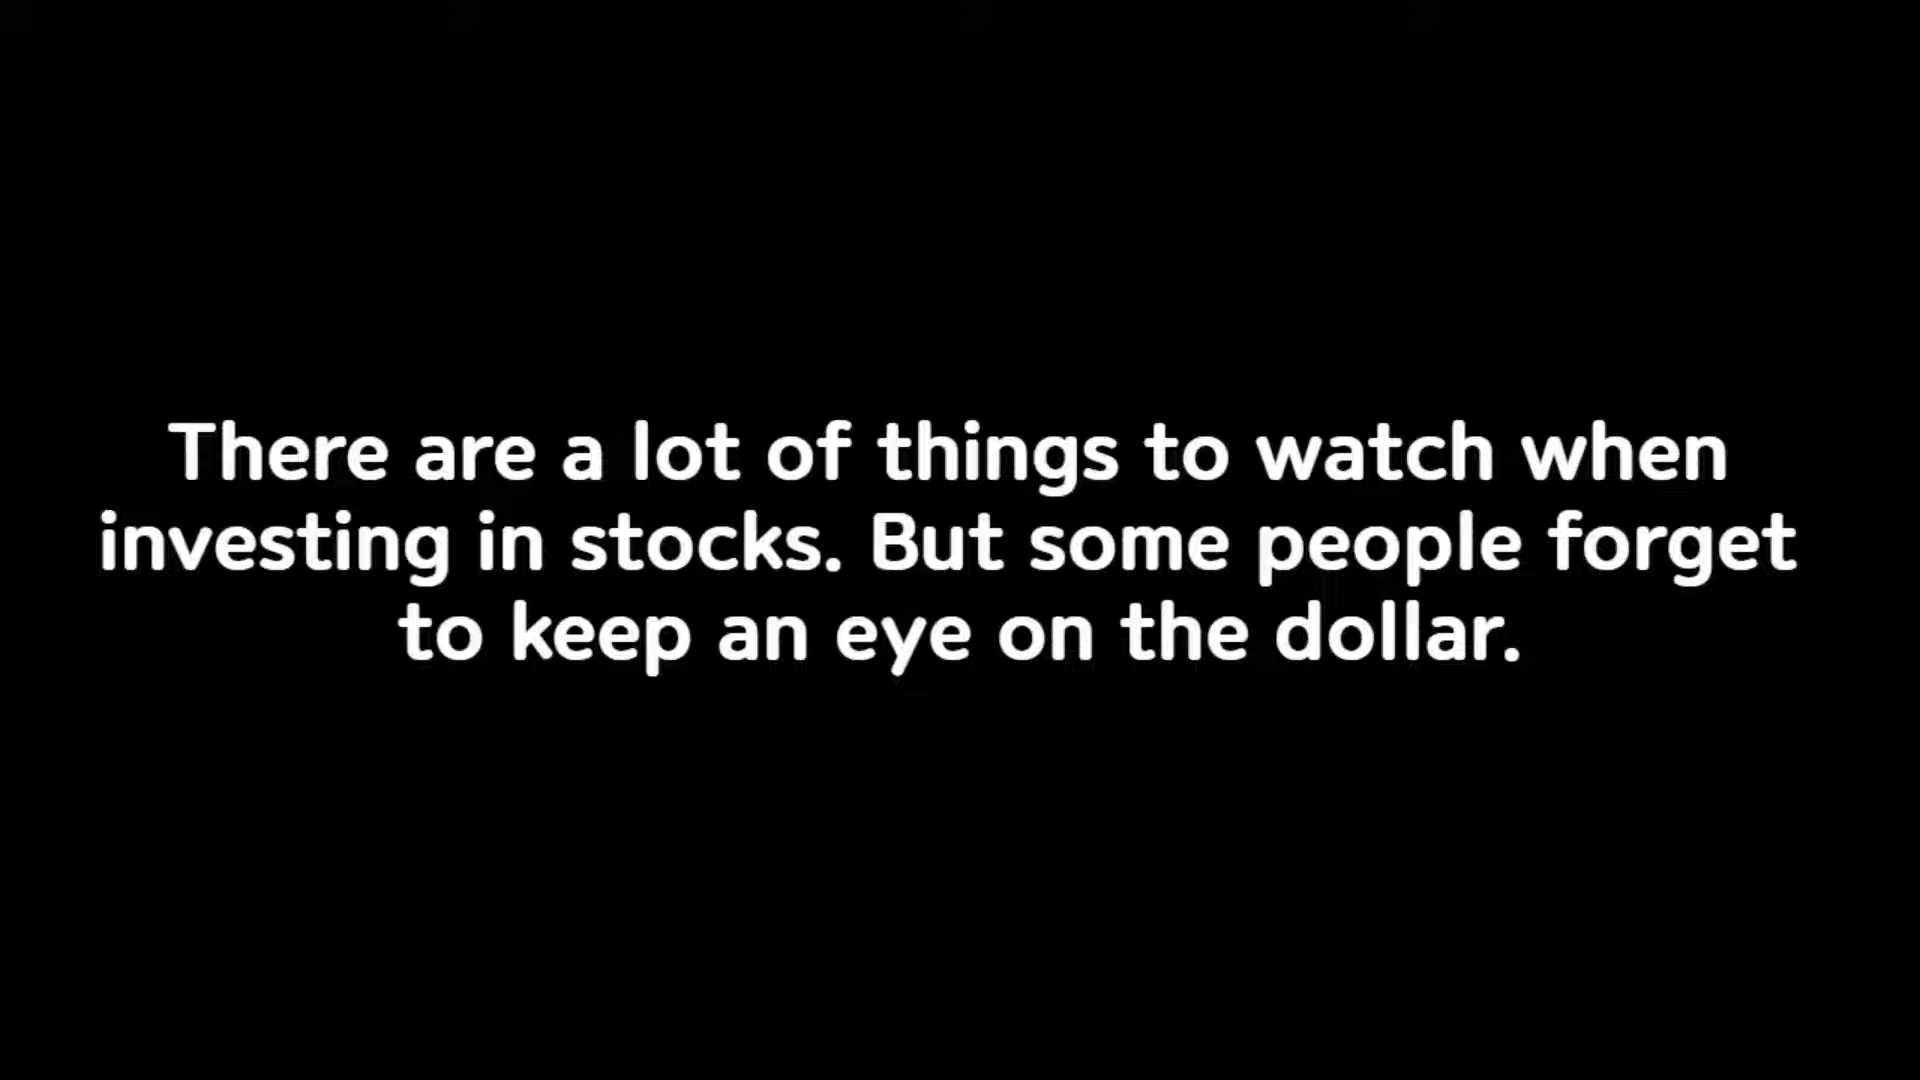 There are a lot of things to watch when
investing in stocks. But some people forget
to keep an eye on the dollar.